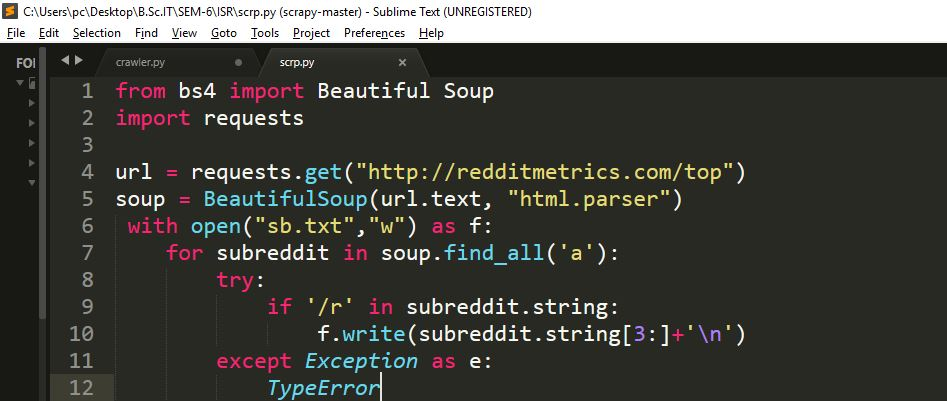 C:\Users\pc\Desktop\B.Sc.IT\SEM-6\ISR\scrp.py (scrapy-master) - Sublime Text (UNREGISTERED)
File Edit Selection Find View Goto Tools Project Preferences Help
FOI crawler.py scrp.py
1 from bs4 import Beautiful Soup
2 import requests
3
4 url = requests.get("http://redditmetrics.com/top")
5 soup = BeautifulSoup(url.text, "html.parser")
6  with open("sb.txt","w") as f:
7     for subreddit in soup.find_all('a'):
8         try:
9             if '/r' in subreddit.string:
10                 f.write(subreddit.string[3:]+'\n')
11         except Exception as e:
12             TypeError